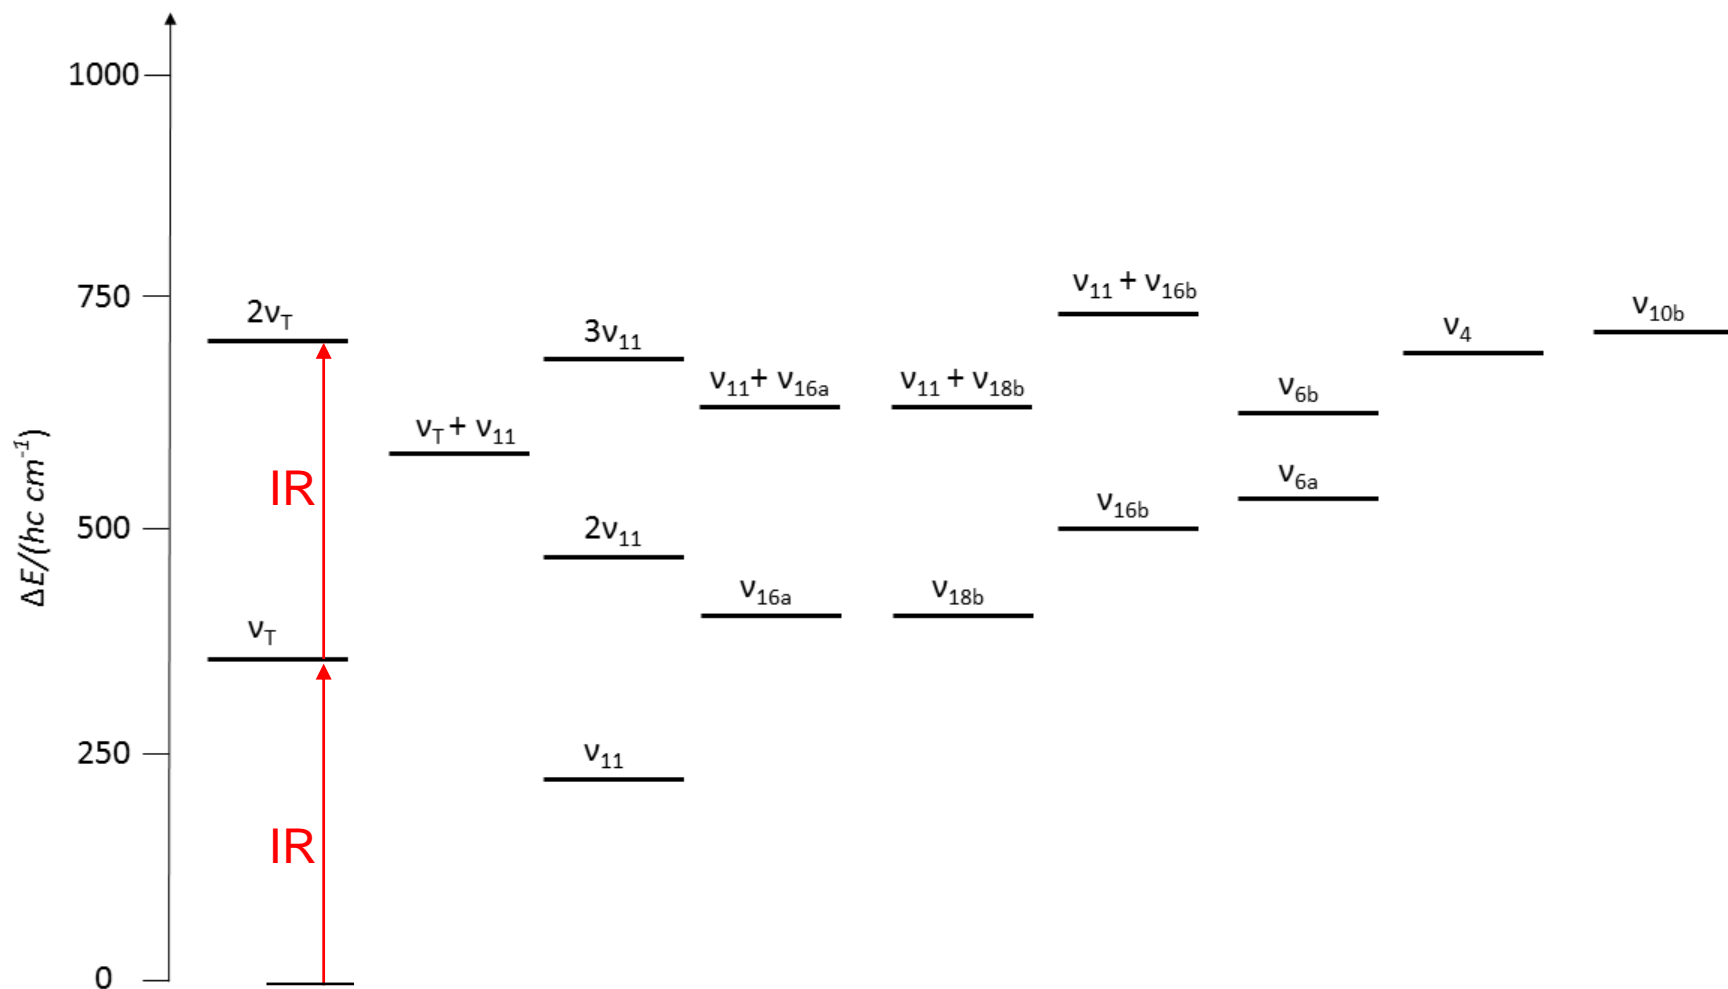 1000
750
500
250
0
ΔE/(hc cm⁻¹)
2ν_T
ν_T
IR
IR
ν_T + ν_11
3ν_11
2ν_11
ν_11
ν_11 + ν_16a
ν_16a
ν_11 + ν_18b
ν_18b
ν_11 + ν_16b
ν_16b
ν_6b
ν_6a
ν_4
ν_10b